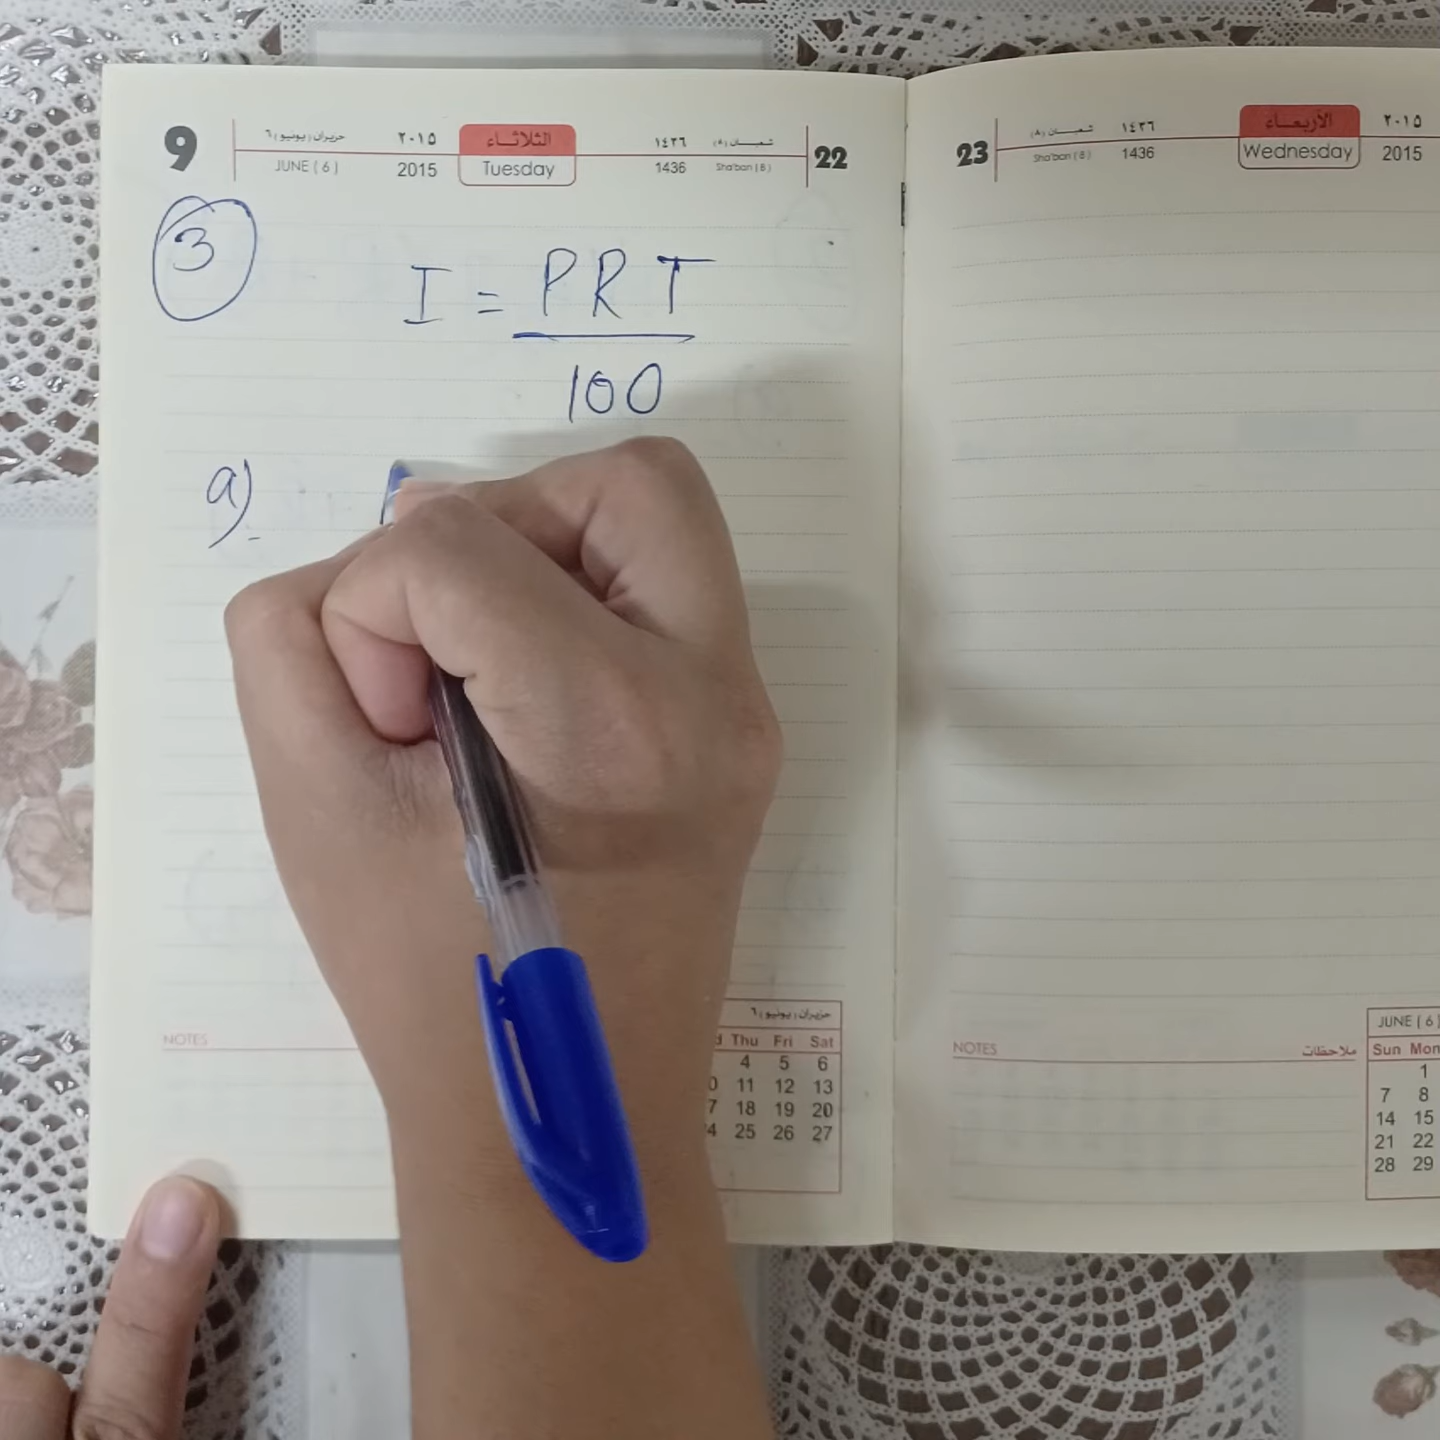 9 حزيران (يونيو) ٦ ٢٠١٥ الثلاثاء ١٤٣٦ شعبان (٨) 22
JUNE ( 6 ) 2015 Tuesday 1436 Sha'ban ( 8 )
3
I = PRT
100
a)
NOTES
حزيران (يونيو) ٦
Thu Fri Sat
4 5 6
11 12 13
18 19 20
25 26 27
23 شعبان (٨) ١٤٣٦ الأربعاء ٢٠١٥
Sha'ban ( 8 ) 1436 Wednesday 2015
NOTES ملاحظات
JUNE ( 6 )
Sun Mon
1
7 8
14 15
21 22
28 29